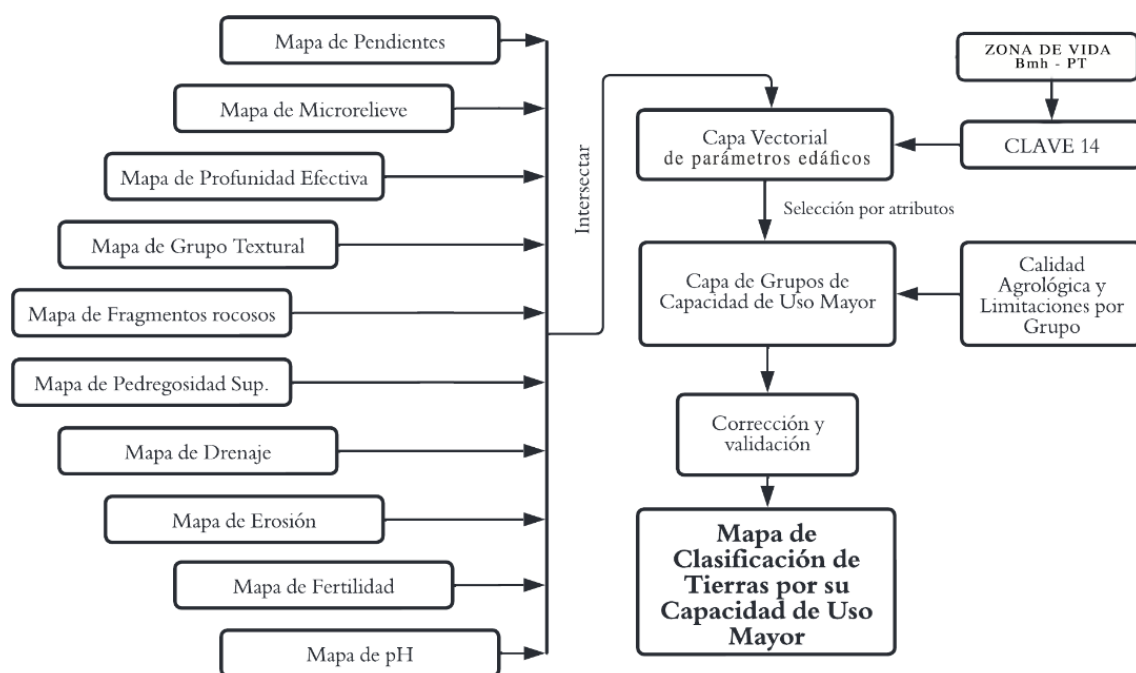 Mapa de Pendientes
Mapa de Microrelieve
Mapa de Profunidad Efectiva
Mapa de Grupo Textural
Mapa de Fragmentos rocosos
Mapa de Pedregosidad Sup.
Mapa de Drenaje
Mapa de Erosión
Mapa de Fertilidad
Mapa de pH
Intersectar
ZONA DE VIDA
Bmh - PT
CLAVE 14
Capa Vectorial
de parámetros edáficos
Selección por atributos
Capa de Grupos de
Capacidad de Uso Mayor
Calidad
Agrológica y
Limitaciones por
Grupo
Corrección y
validación
Mapa de
Clasificación de
Tierras por su
Capacidad de Uso
Mayor